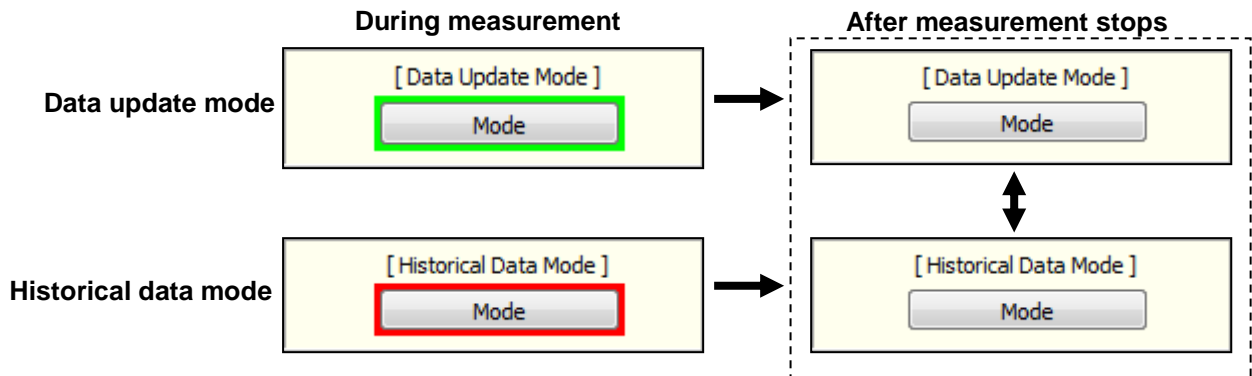 During measurement
After measurement stops
Data update mode
[ Data Update Mode ]
Mode
[ Data Update Mode ]
Mode
Historical data mode
[ Historical Data Mode ]
Mode
[ Historical Data Mode ]
Mode